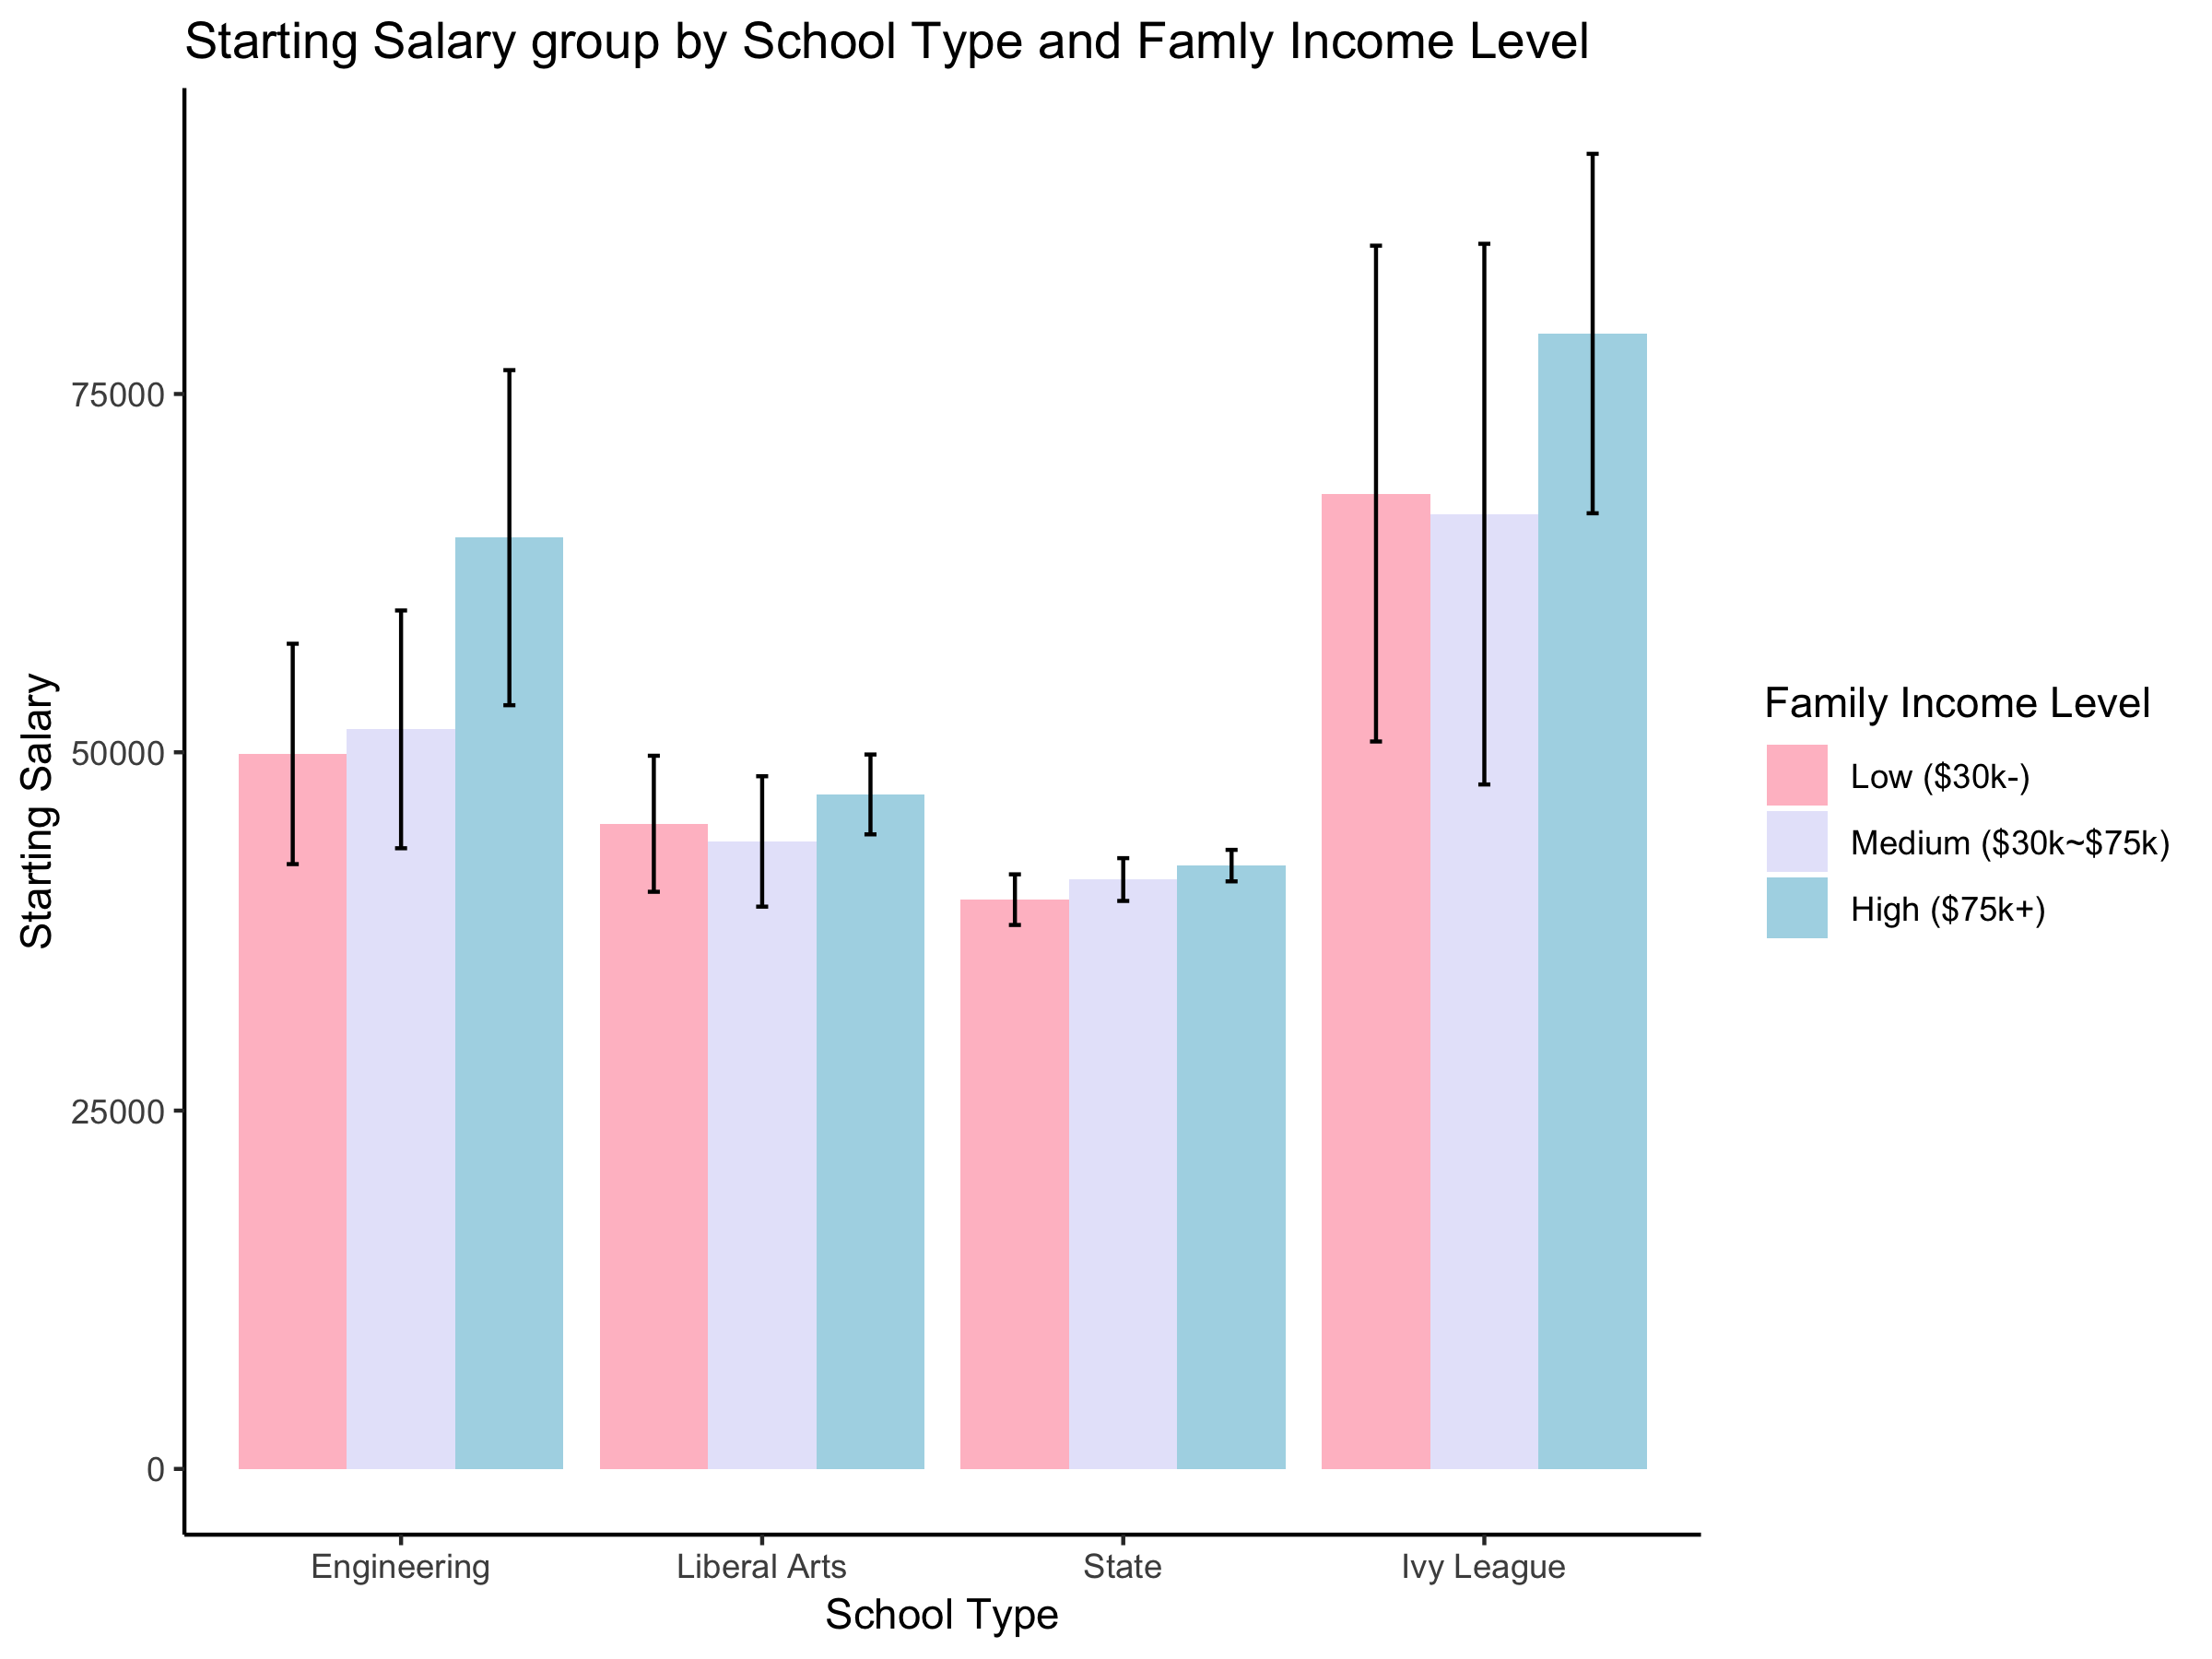 Starting Salary group by School Type and Famly Income Level
Starting Salary
75000
50000
25000
0
Engineering
Liberal Arts
State
Ivy League
School Type
Family Income Level
Low ($30k-)
Medium ($30k~$75k)
High ($75k+)